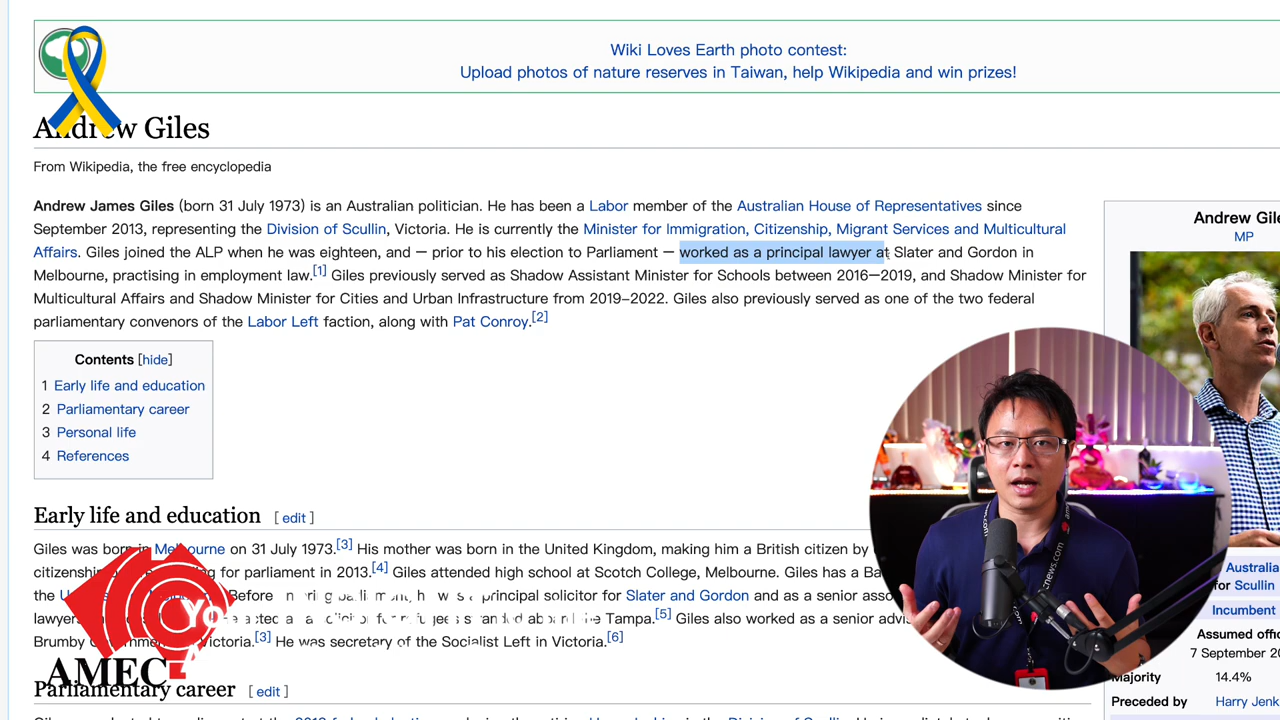 Wiki Loves Earth photo contest:
Upload photos of nature reserves in Taiwan, help Wikipedia and win prizes!
Andrew Giles
From Wikipedia, the free encyclopedia
Andrew James Giles (born 31 July 1973) is an Australian politician. He has been a Labor member of the Australian House of Representatives since
September 2013, representing the Division of Scullin, Victoria. He is currently the Minister for Immigration, Citizenship, Migrant Services and Multicultural
Affairs. Giles joined the ALP when he was eighteen, and — prior to his election to Parliament — worked as a principal lawyer at Slater and Gordon in
Melbourne, practising in employment law.[1] Giles previously served as Shadow Assistant Minister for Schools between 2016—2019, and Shadow Minister for
Multicultural Affairs and Shadow Minister for Cities and Urban Infrastructure from 2019–2022. Giles also previously served as one of the two federal
parliamentary convenors of the Labor Left faction, along with Pat Conroy.[2]
Andrew
MP
Contents [hide]
1 Early life and education
2 Parliamentary career
3 Personal life
4 References
Early life and education [ edit ]
Giles was born in Melbourne on 31 July 1973.[3] His mother was born in the United Kingdom, making him a British citizen by
for parliament in 2013.[4] Giles attended high school at Scotch College, Melbourne. Giles has a
the Before he was a principal solicitor for Slater and Gordon and as a senior
for refugees stranded aboard the Tampa.[5] Giles also worked as a senior
Brumby Victoria.[3] He was secretary of the Socialist Left in Victoria.[6]
AMEC
Parliamentary career [ edit ]
for Scullin
Incumbent
Assumed
7 September
Majority 14.4%
Preceded by Harry